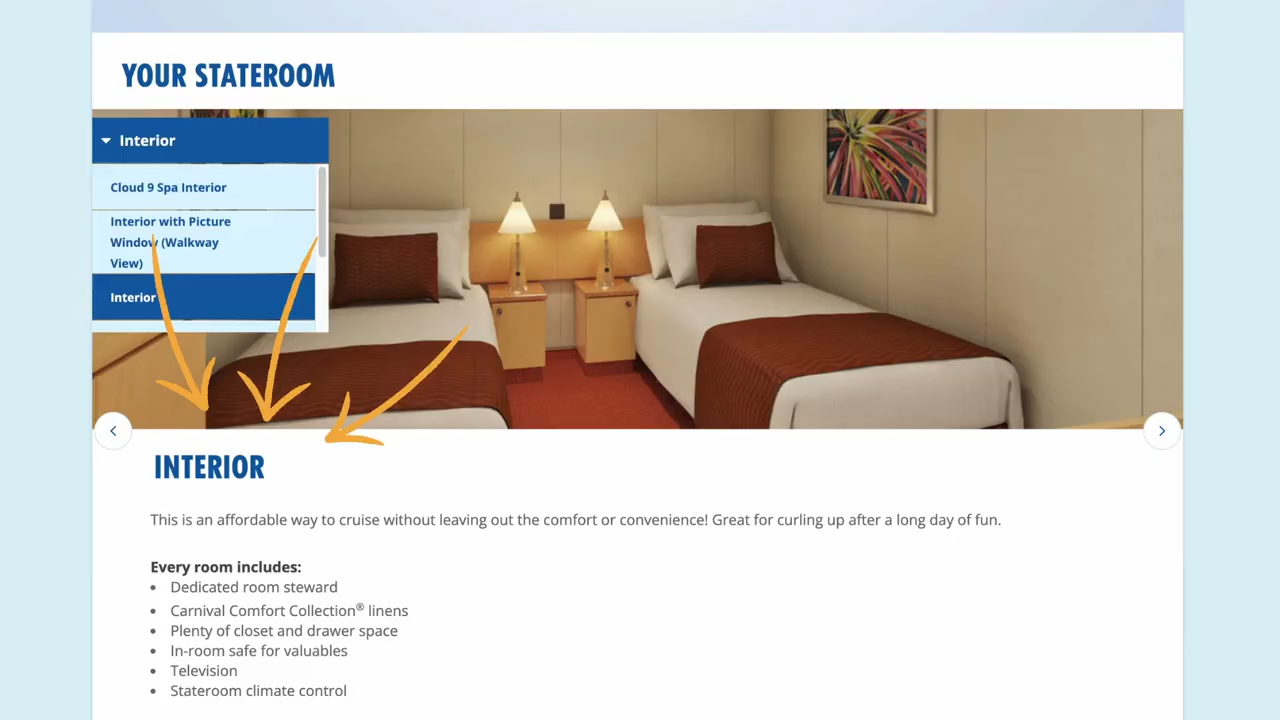 YOUR STATEROOM
Interior
Cloud 9 Spa Interior
Interior with Picture
Window (Walkway
View)
Interior
INTERIOR
This is an affordable way to cruise without leaving out the comfort or convenience! Great for curling up after a long day of fun.
Every room includes:
• Dedicated room steward
• Carnival Comfort Collection® linens
• Plenty of closet and drawer space
• In-room safe for valuables
• Television
• Stateroom climate control